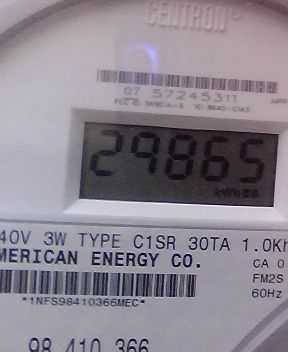 CENTRON®
07 57245311
29865
kWh
40V 3W TYPE C1SR 30TA 1.0Kh
MERICAN ENERGY CO.
CA 0
FM2S
*1NFS98410366MEC*
60Hz
98 410 366